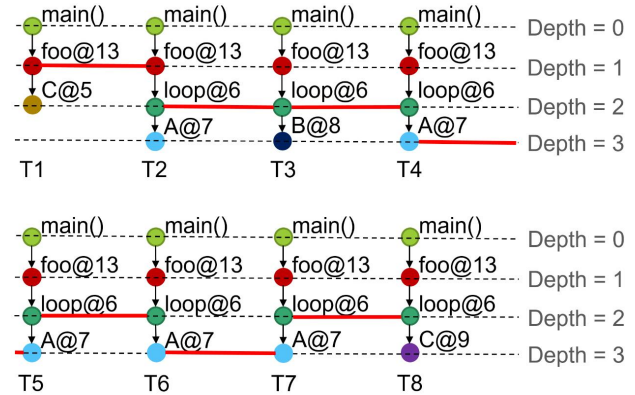 main() main() main() main() Depth = 0
foo@13 foo@13 foo@13 foo@13 Depth = 1
C@5 loop@6 loop@6 loop@6 Depth = 2
A@7 B@8 A@7 Depth = 3
T1 T2 T3 T4
main() main() main() main() Depth = 0
foo@13 foo@13 foo@13 foo@13 Depth = 1
loop@6 loop@6 loop@6 loop@6 Depth = 2
A@7 A@7 A@7 C@9 Depth = 3
T5 T6 T7 T8